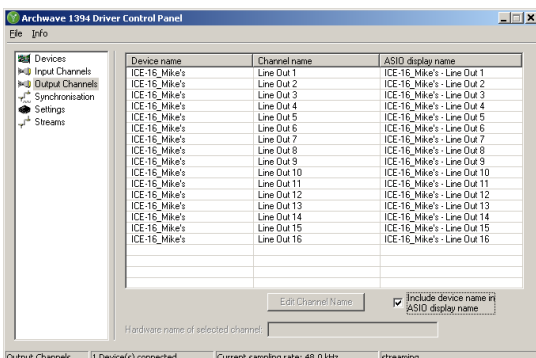 Archwave 1394 Driver Control Panel
File Info
Devices
Input Channels
Output Channels
Synchronisation
Settings
Streams
Device name Channel name ASIO display name
ICE-16_Mike's Line Out 1 ICE-16_Mike's - Line Out 1
ICE-16_Mike's Line Out 2 ICE-16_Mike's - Line Out 2
ICE-16_Mike's Line Out 3 ICE-16_Mike's - Line Out 3
ICE-16_Mike's Line Out 4 ICE-16_Mike's - Line Out 4
ICE-16_Mike's Line Out 5 ICE-16_Mike's - Line Out 5
ICE-16_Mike's Line Out 6 ICE-16_Mike's - Line Out 6
ICE-16_Mike's Line Out 7 ICE-16_Mike's - Line Out 7
ICE-16_Mike's Line Out 8 ICE-16_Mike's - Line Out 8
ICE-16_Mike's Line Out 9 ICE-16_Mike's - Line Out 9
ICE-16_Mike's Line Out 10 ICE-16_Mike's - Line Out 10
ICE-16_Mike's Line Out 11 ICE-16_Mike's - Line Out 11
ICE-16_Mike's Line Out 12 ICE-16_Mike's - Line Out 12
ICE-16_Mike's Line Out 13 ICE-16_Mike's - Line Out 13
ICE-16_Mike's Line Out 14 ICE-16_Mike's - Line Out 14
ICE-16_Mike's Line Out 15 ICE-16_Mike's - Line Out 15
ICE-16_Mike's Line Out 16 ICE-16_Mike's - Line Out 16
Edit Channel Name
Include device name in
ASIO display name
Hardware name of selected channel:
Output Channels 1 Device(s) connected Current sampling rate: 48.0 kHz streaming